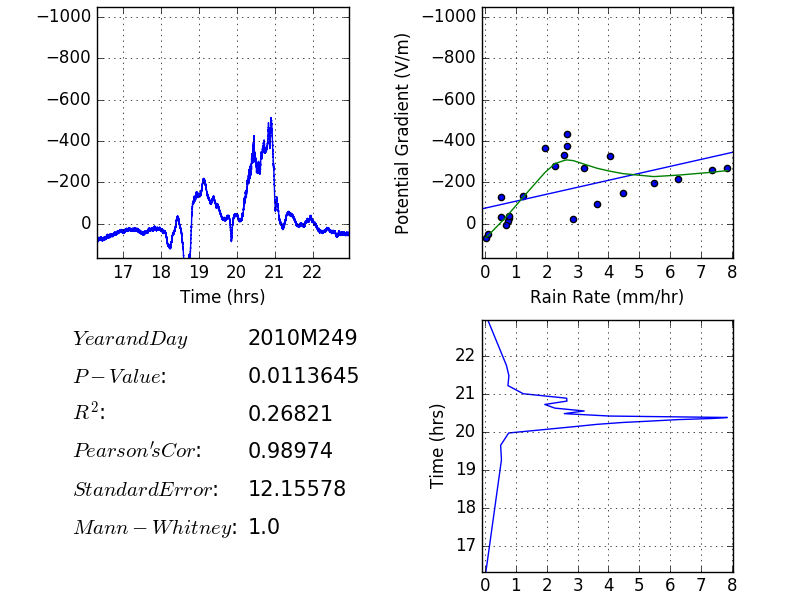 −1000
−800
−600
−400
−200
0
17 18 19 20 21 22
Time (hrs)
Potential Gradient (V/m)
−1000
−800
−600
−400
−200
0
0 1 2 3 4 5 6 7 8
Rain Rate (mm/hr)
YearandDay 2010M249
P−Value: 0.0113645
R²: 0.26821
Pearson'sCor: 0.98974
StandardError: 12.15578
Mann−Whitney: 1.0
Time (hrs)
22
21
20
19
18
17
0 1 2 3 4 5 6 7 8